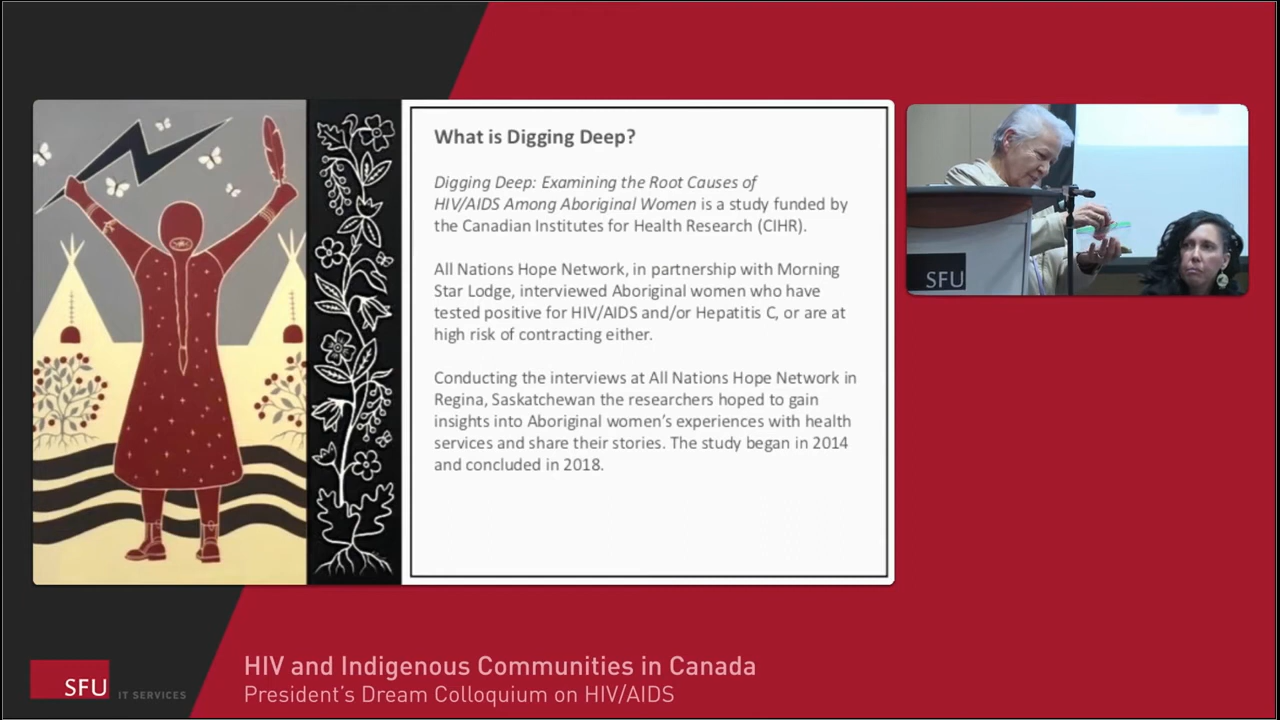 What is Digging Deep?
Digging Deep: Examining the Root Causes of
HIV/AIDS Among Aboriginal Women is a study funded by
the Canadian Institutes for Health Research (CIHR).
All Nations Hope Network, in partnership with Morning
Star Lodge, interviewed Aboriginal women who have
tested positive for HIV/AIDS and/or Hepatitis C, or are at
high risk of contracting either.
Conducting the interviews at All Nations Hope Network in
Regina, Saskatchewan the researchers hoped to gain
insights into Aboriginal women's experiences with health
services and share their stories. The study began in 2014
and concluded in 2018.
SFU
HIV and Indigenous Communities in Canada
President's Dream Colloquium on HIV/AIDS
SFU IT SERVICES